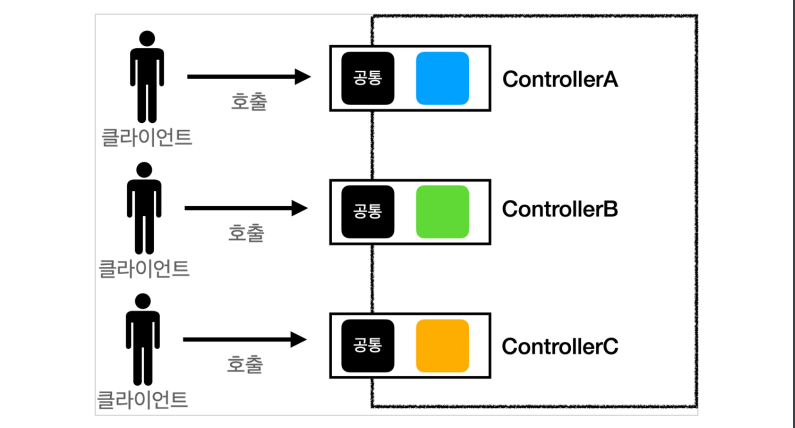 공통
ControllerA
호출
클라이언트
공통
ControllerB
호출
클라이언트
공통
ControllerC
호출
클라이언트